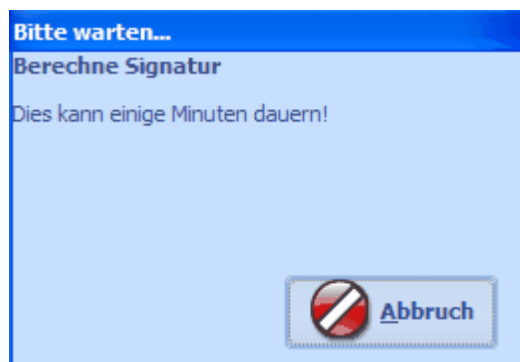 Bitte warten...
Berechne Signatur
Dies kann einige Minuten dauern!
Abbruch